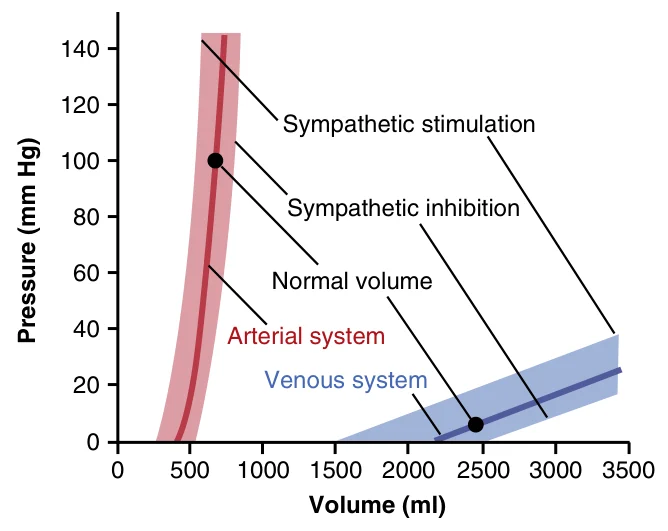 140
120
100
80
60
40
20
0
Pressure (mm Hg)
Sympathetic stimulation
Sympathetic inhibition
Normal volume
Arterial system
Venous system
0 500 1000 1500 2000 2500 3000 3500
Volume (ml)